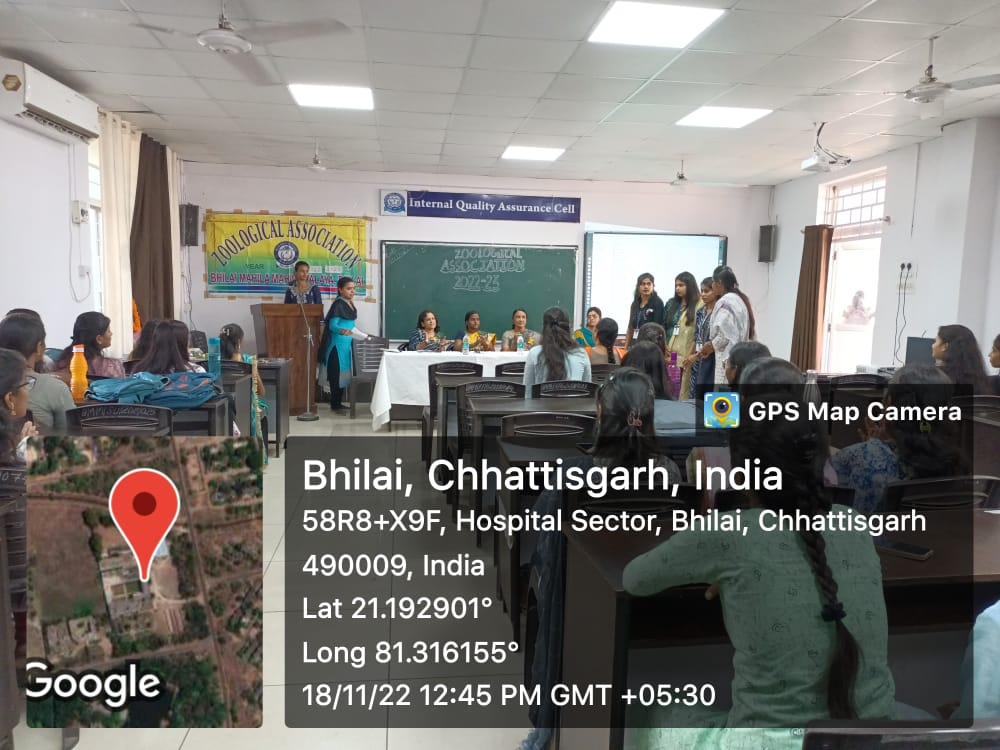 Internal Quality Assurance Cell
ZOOLOGICAL ASSOCIATION
YEAR
BHILAI MAHILA
ZOOLOGICAL
ASSOCIATION
2022-23
GPS Map Camera
Bhilai, Chhattisgarh, India
58R8+X9F, Hospital Sector, Bhilai, Chhattisgarh
490009, India
Lat 21.192901°
Long 81.316155°
18/11/22 12:45 PM GMT +05:30
Google